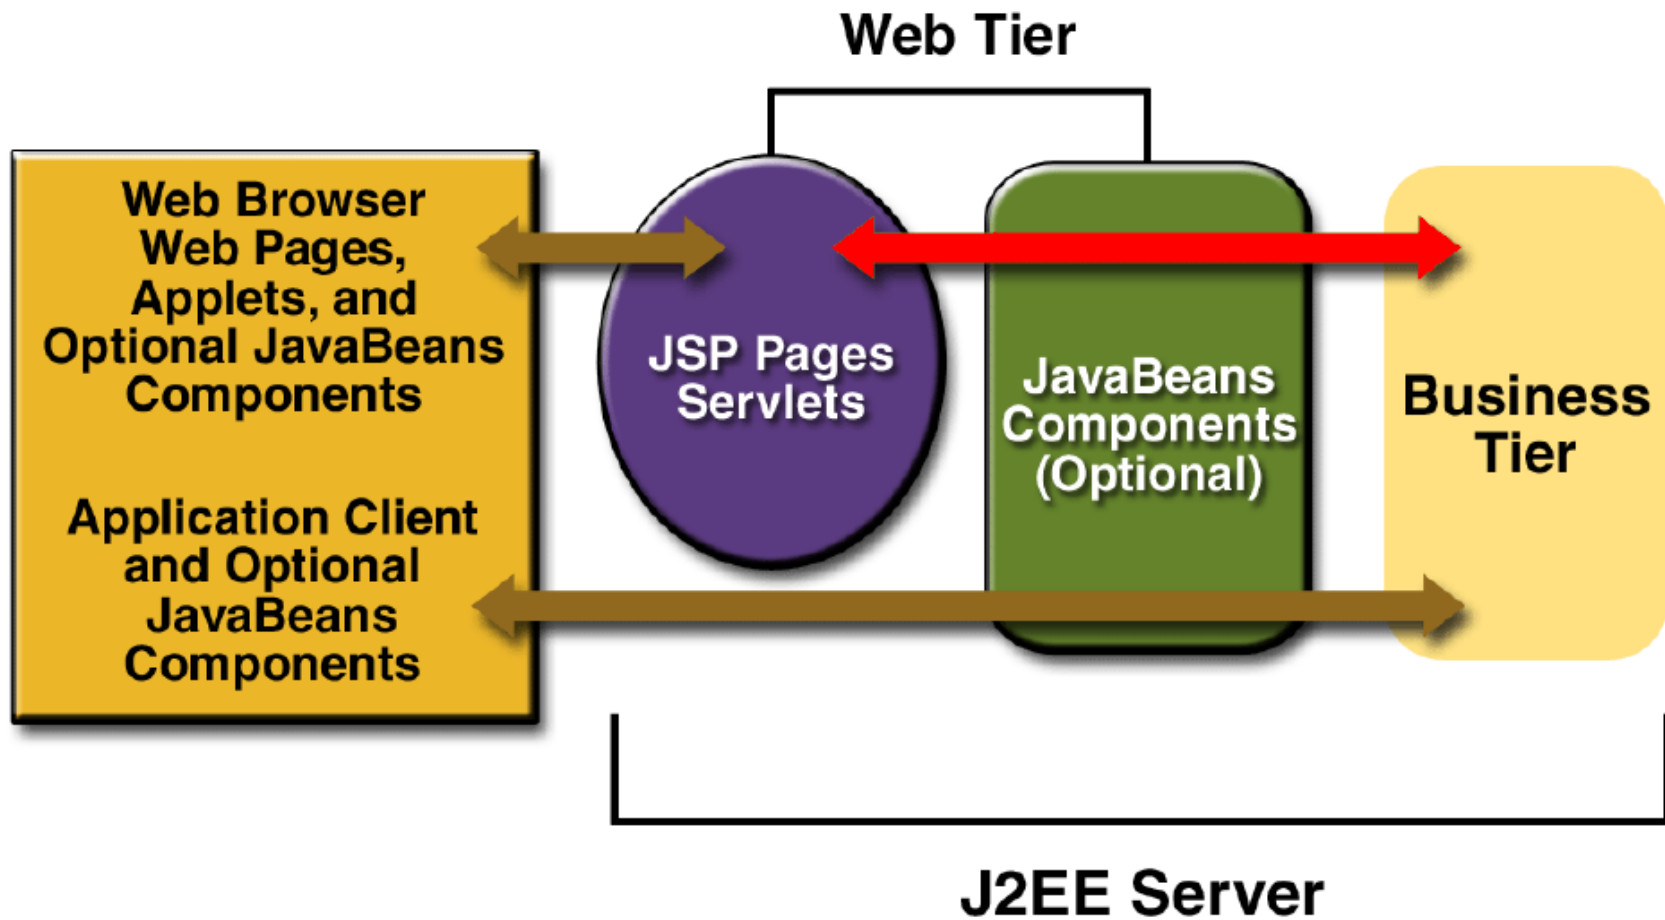 Web Tier
Web Browser
Web Pages,
Applets, and
Optional JavaBeans
Components
Application Client
and Optional
JavaBeans
Components
JSP Pages
Servlets
JavaBeans
Components
(Optional)
Business
Tier
J2EE Server